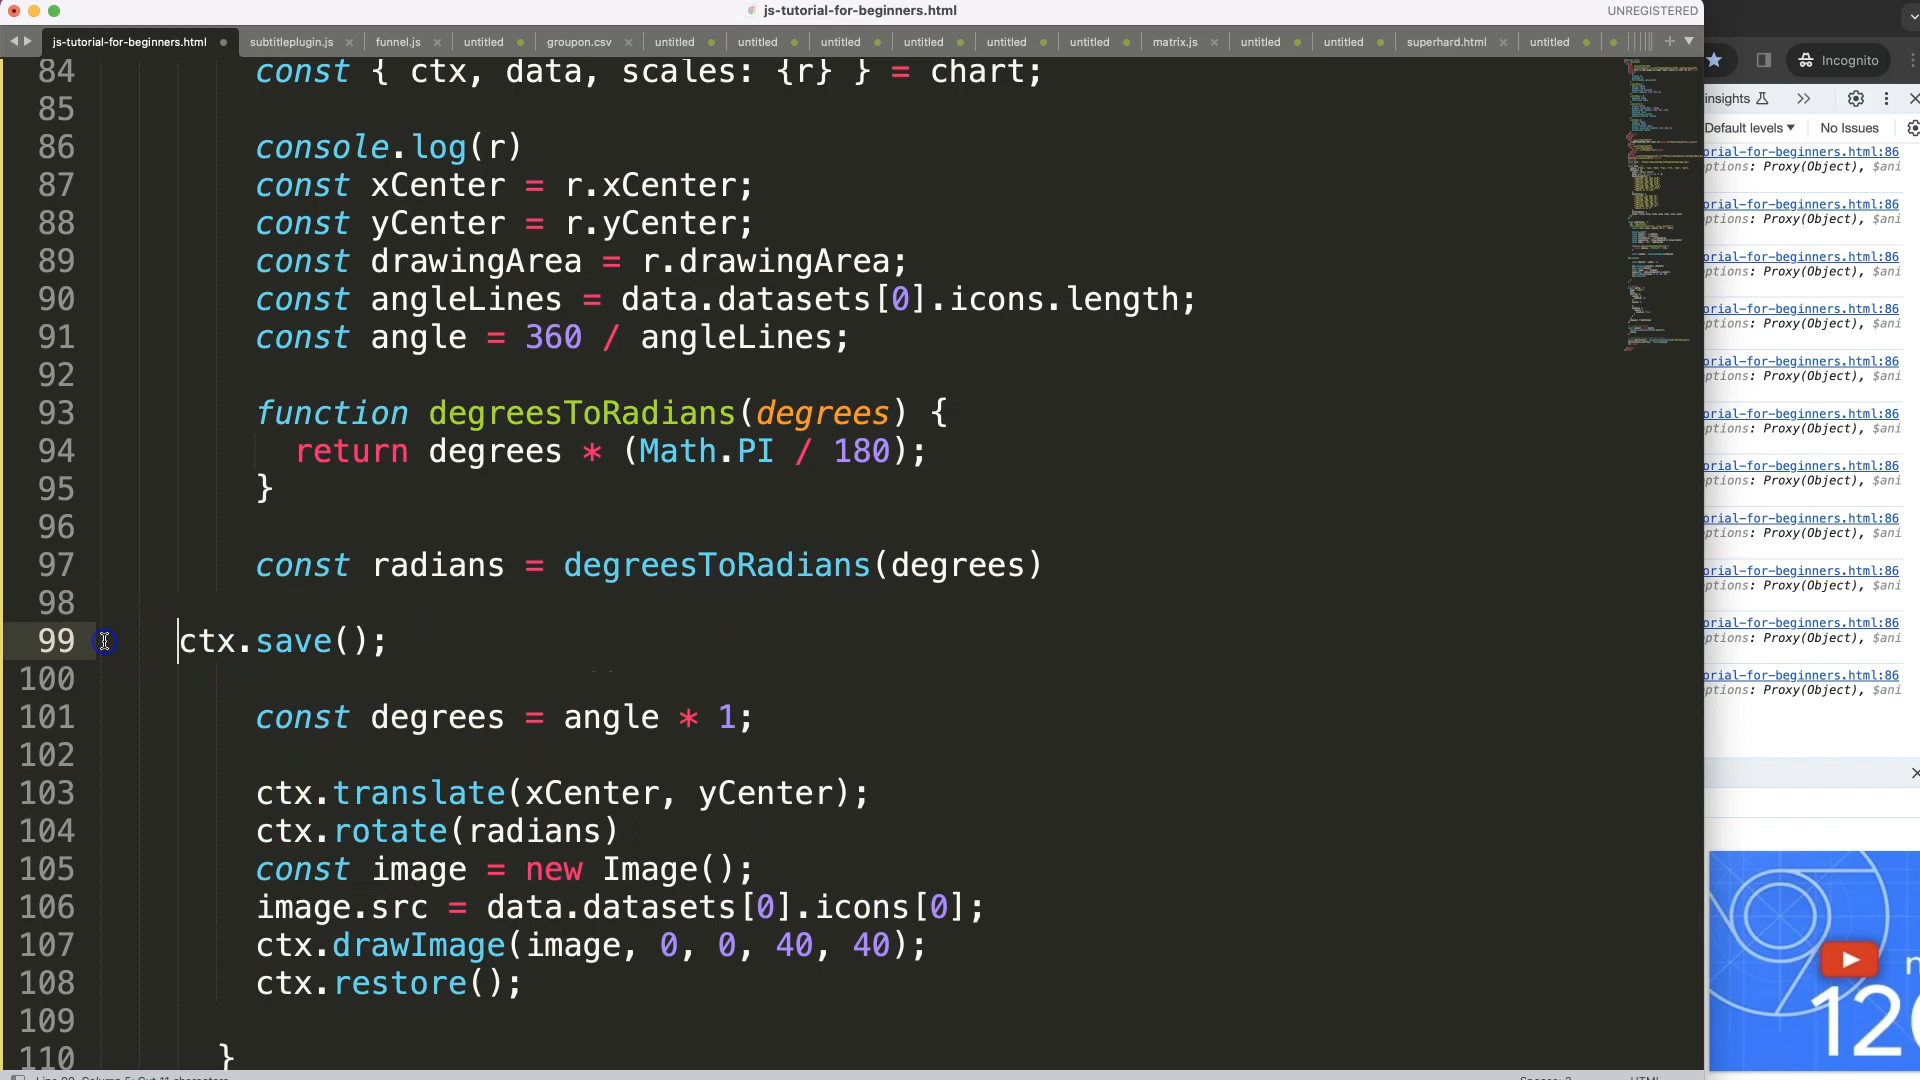 js-tutorial-for-beginners.html
UNREGISTERED
js-tutorial-for-beginners.html subtitleplugin.js funnel.js untitled groupon.csv untitled untitled untitled untitled untitled untitled matrix.js untitled untitled superhard.html untitled
84 const { ctx, data, scales: {r} } = chart;
85
86 console.log(r)
87 const xCenter = r.xCenter;
88 const yCenter = r.yCenter;
89 const drawingArea = r.drawingArea;
90 const angleLines = data.datasets[0].icons.length;
91 const angle = 360 / angleLines;
92
93 function degreesToRadians(degrees) {
94 return degrees * (Math.PI / 180);
95 }
96
97 const radians = degreesToRadians(degrees)
98
99 ctx.save();
100
101 const degrees = angle * 1;
102
103 ctx.translate(xCenter, yCenter);
104 ctx.rotate(radians)
105 const image = new Image();
106 image.src = data.datasets[0].icons[0];
107 ctx.drawImage(image, 0, 0, 40, 40);
108 ctx.restore();
109
110 }
Incognito
insights
Default levels No Issues
orial-for-beginners.html:86
ptions: Proxy(Object), $ani
orial-for-beginners.html:86
ptions: Proxy(Object), $ani
orial-for-beginners.html:86
ptions: Proxy(Object), $ani
orial-for-beginners.html:86
ptions: Proxy(Object), $ani
orial-for-beginners.html:86
ptions: Proxy(Object), $ani
orial-for-beginners.html:86
ptions: Proxy(Object), $ani
orial-for-beginners.html:86
ptions: Proxy(Object), $ani
orial-for-beginners.html:86
ptions: Proxy(Object), $ani
orial-for-beginners.html:86
ptions: Proxy(Object), $ani
orial-for-beginners.html:86
ptions: Proxy(Object), $ani
orial-for-beginners.html:86
ptions: Proxy(Object), $ani
120